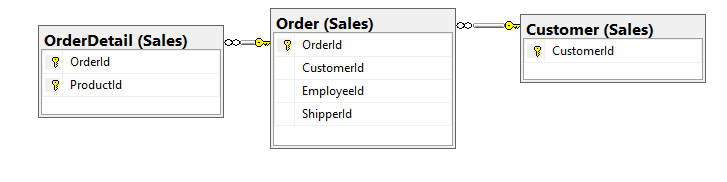 OrderDetail (Sales)
OrderId
ProductId
Order (Sales)
OrderId
CustomerId
EmployeeId
ShipperId
Customer (Sales)
CustomerId